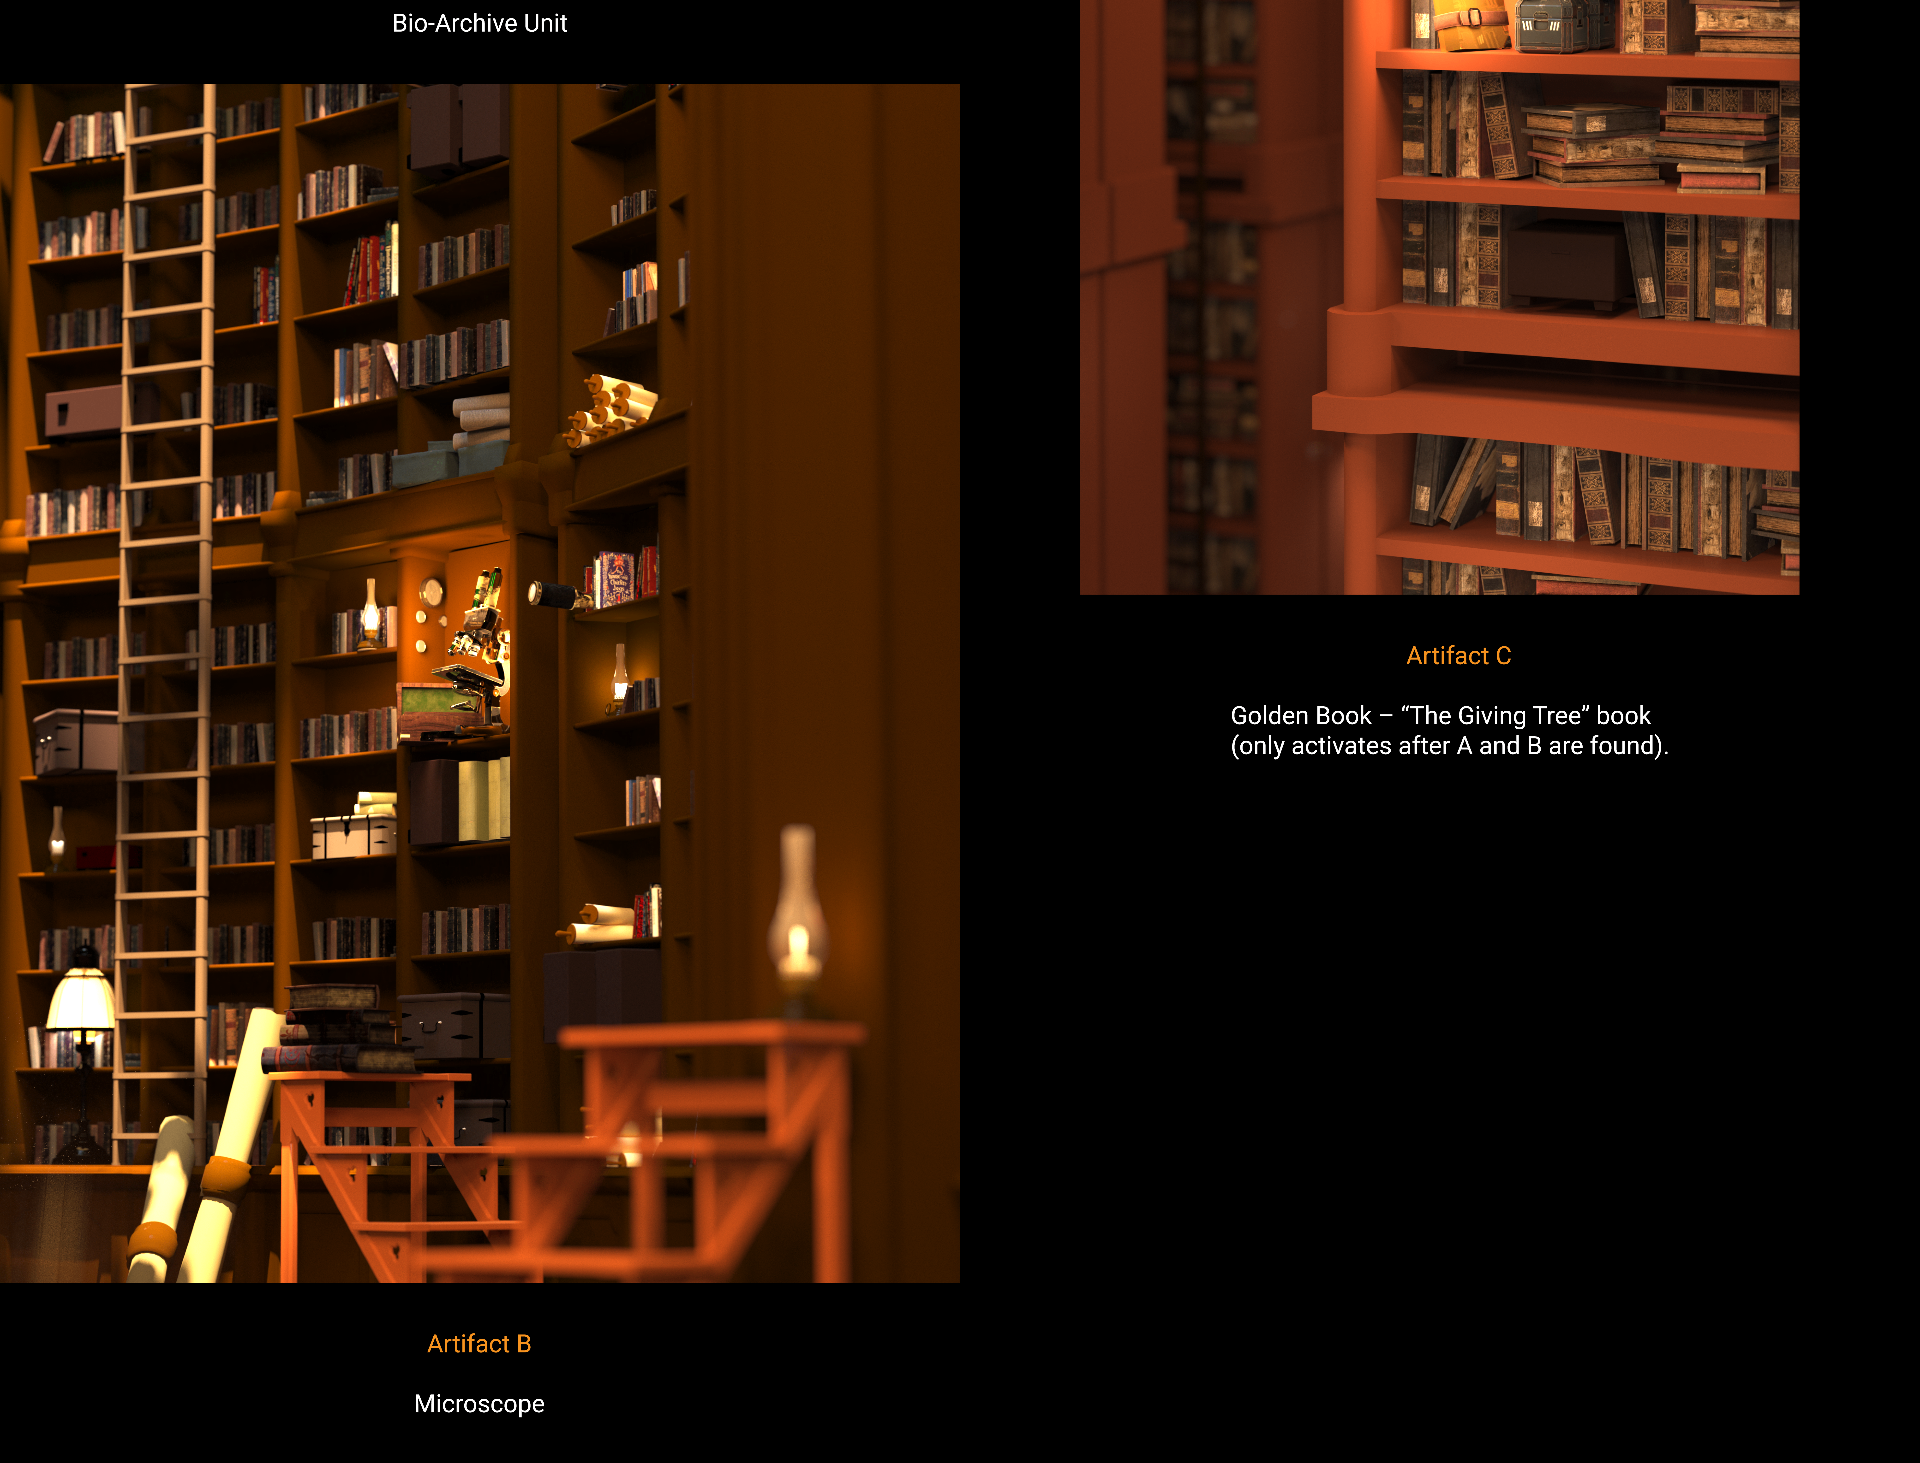 Bio-Archive Unit
Artifact B
Microscope
Artifact C
Golden Book – “The Giving Tree” book
(only activates after A and B are found).